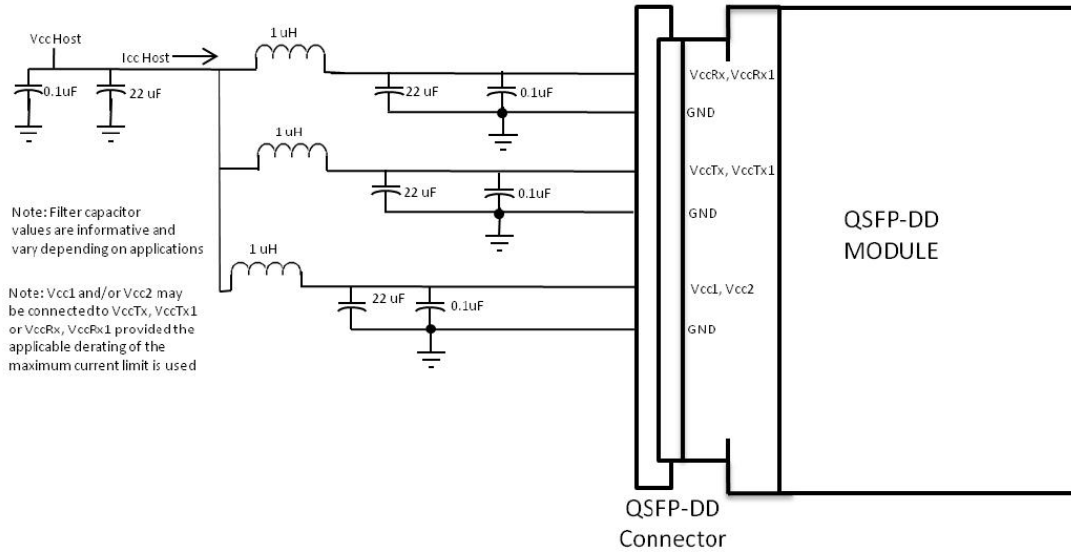 1 uH
Vcc Host
Icc Host
0.1uF
22 uF
22 uF
0.1uF
VccRx, VccRx1
GND
1 uH
22 uF
0.1uF
VccTx, VccTx1
GND
Note: Filter capacitor
values are informative and
vary depending on applications
1 uH
22 uF
0.1uF
Vcc1, Vcc2
GND
Note: Vcc1 and/or Vcc2 may
be connected to VccTx, VccTx1
or VccRx, VccRx1 provided the
applicable derating of the
maximum current limit is used
QSFP-DD
MODULE
QSFP-DD
Connector